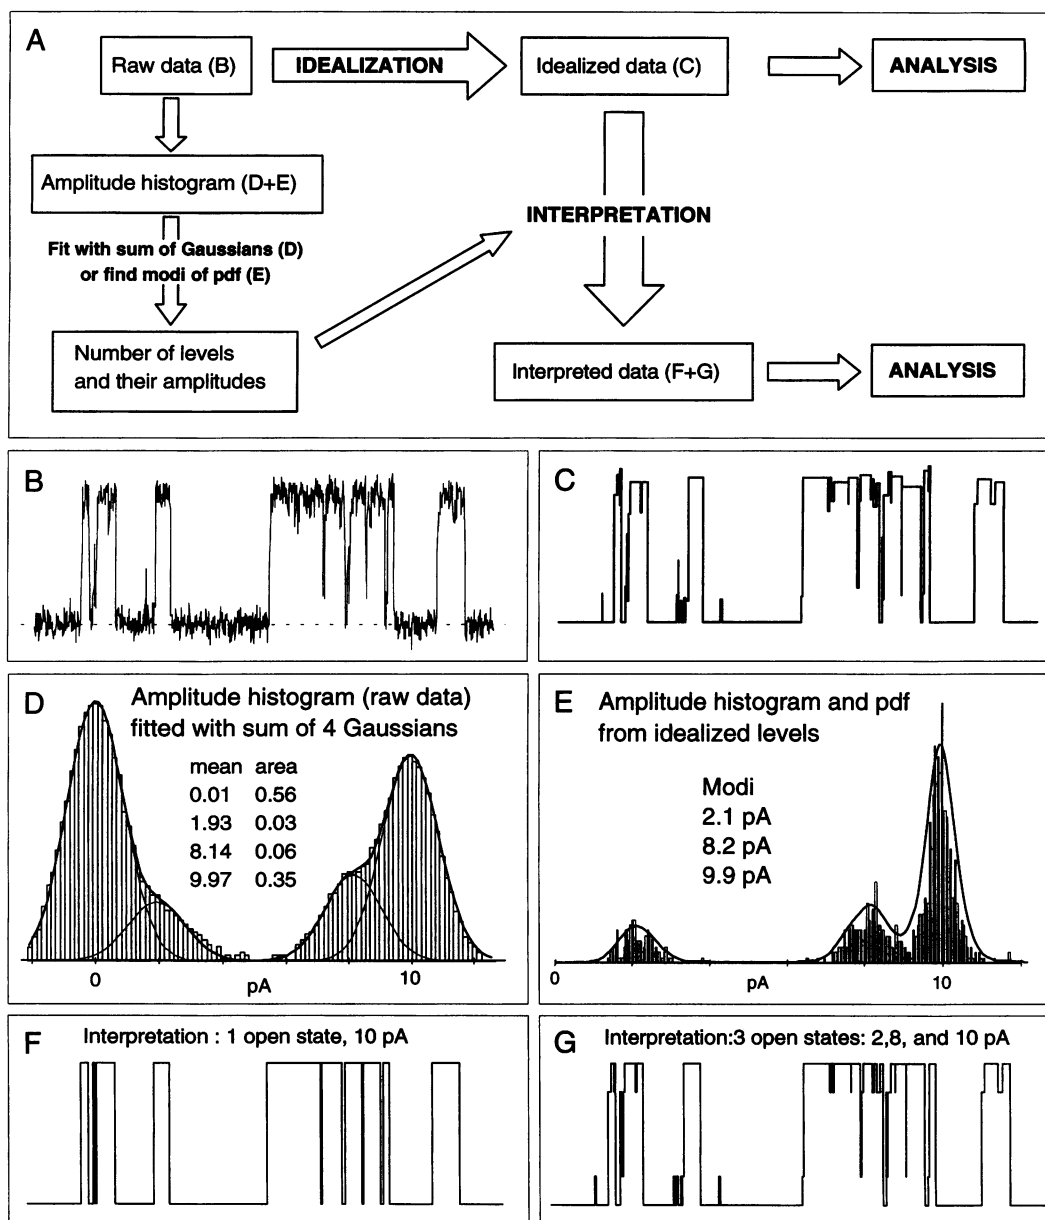 A
Raw data (B)
IDEALIZATION
Idealized data (C)
ANALYSIS
Amplitude histogram (D+E)
Fit with sum of Gaussians (D)
or find modi of pdf (E)
INTERPRETATION
Number of levels
and their amplitudes
Interpreted data (F+G)
ANALYSIS
B
C
D
Amplitude histogram (raw data)
fitted with sum of 4 Gaussians
mean area
0.01 0.56
1.93 0.03
8.14 0.06
9.97 0.35
0 pA 10
E
Amplitude histogram and pdf
from idealized levels
Modi
2.1 pA
8.2 pA
9.9 pA
0 pA 10
F
Interpretation : 1 open state, 10 pA
G
Interpretation:3 open states: 2,8, and 10 pA